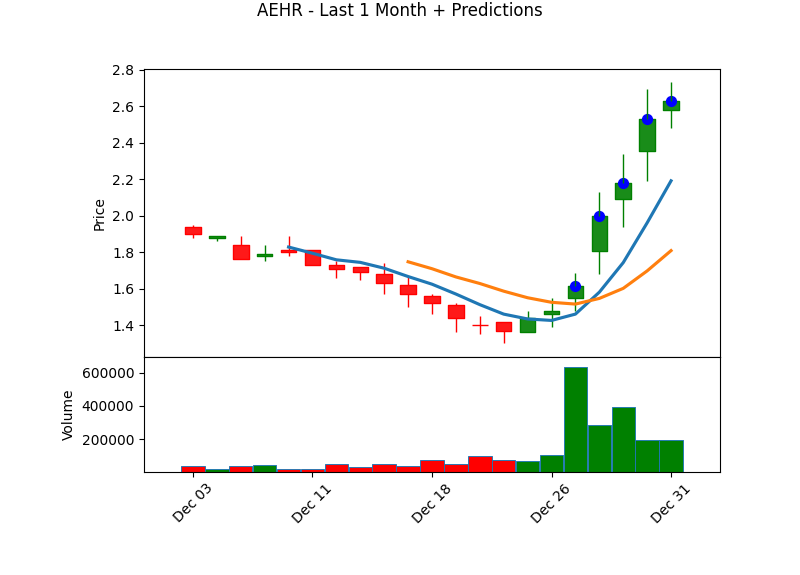 AEHR - Last 1 Month + Predictions
2.8
2.6
2.4
2.2
2.0
1.8
1.6
1.4
Price
600000
400000
200000
Volume
Dec 03
Dec 11
Dec 18
Dec 26
Dec 31